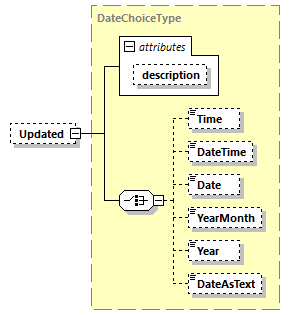 DateChoiceType
attributes
description
Updated
Time
DateTime
Date
YearMonth
Year
DateAsText